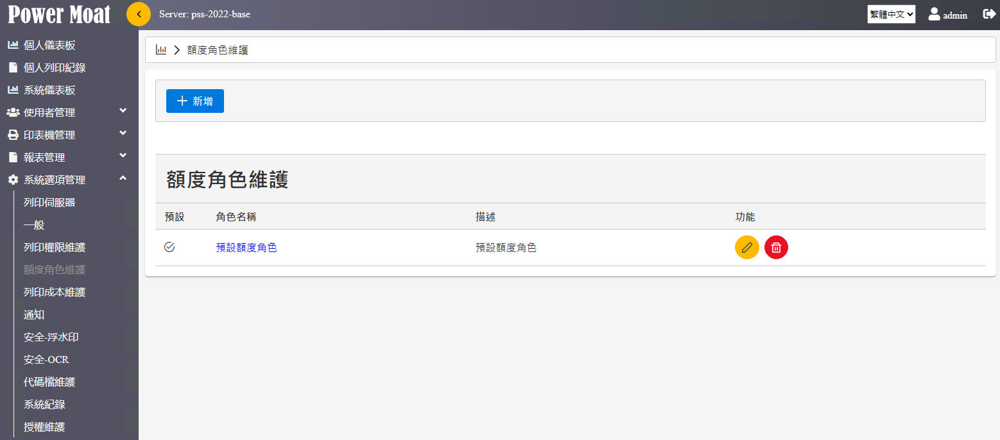 Power Moat
Server: pss-2022-base
繁體中文
admin
個人儀表板
個人列印紀錄
系統儀表板
使用者管理
印表機管理
報表管理
系統選項管理
列印伺服器
一般
列印權限維護
額度角色維護
列印成本維護
通知
安全-浮水印
安全-OCR
代碼檔維護
系統紀錄
授權維護
額度角色維護
新增
額度角色維護
預設 角色名稱 描述 功能
預設額度角色 預設額度角色